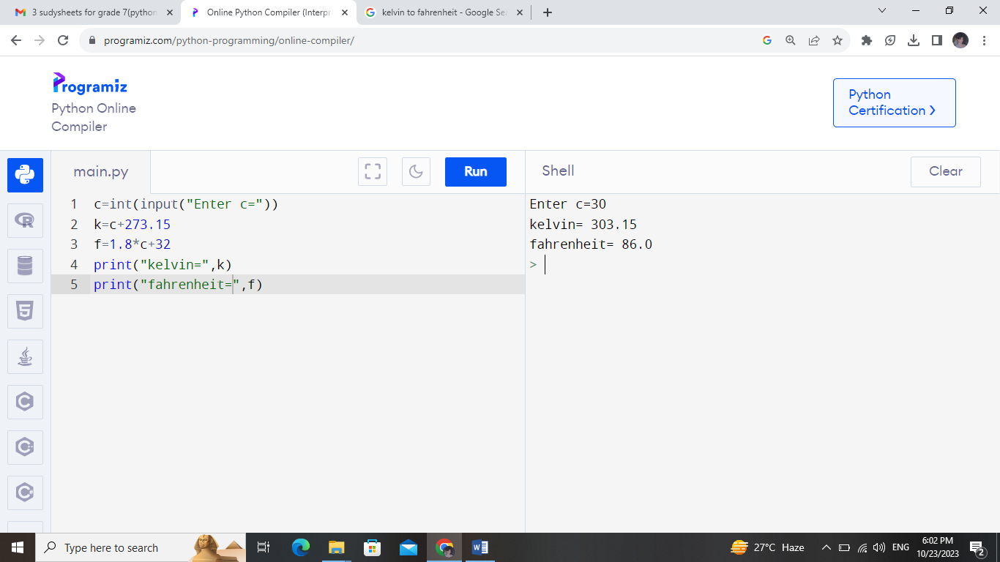 3 sudysheets for grade 7(python
Online Python Compiler (Interpr
kelvin to fahrenheit - Google Sea
programiz.com/python-programming/online-compiler/
Programiz
Python Online
Compiler
Python
Certification >
main.py
Run
Shell
Clear
1 c=int(input("Enter c="))
2 k=c+273.15
3 f=1.8*c+32
4 print("kelvin=",k)
5 print("fahrenheit=",f)
Enter c=30
kelvin= 303.15
fahrenheit= 86.0
>
Type here to search
27°C Haze
ENG
6:02 PM
10/23/2023
2